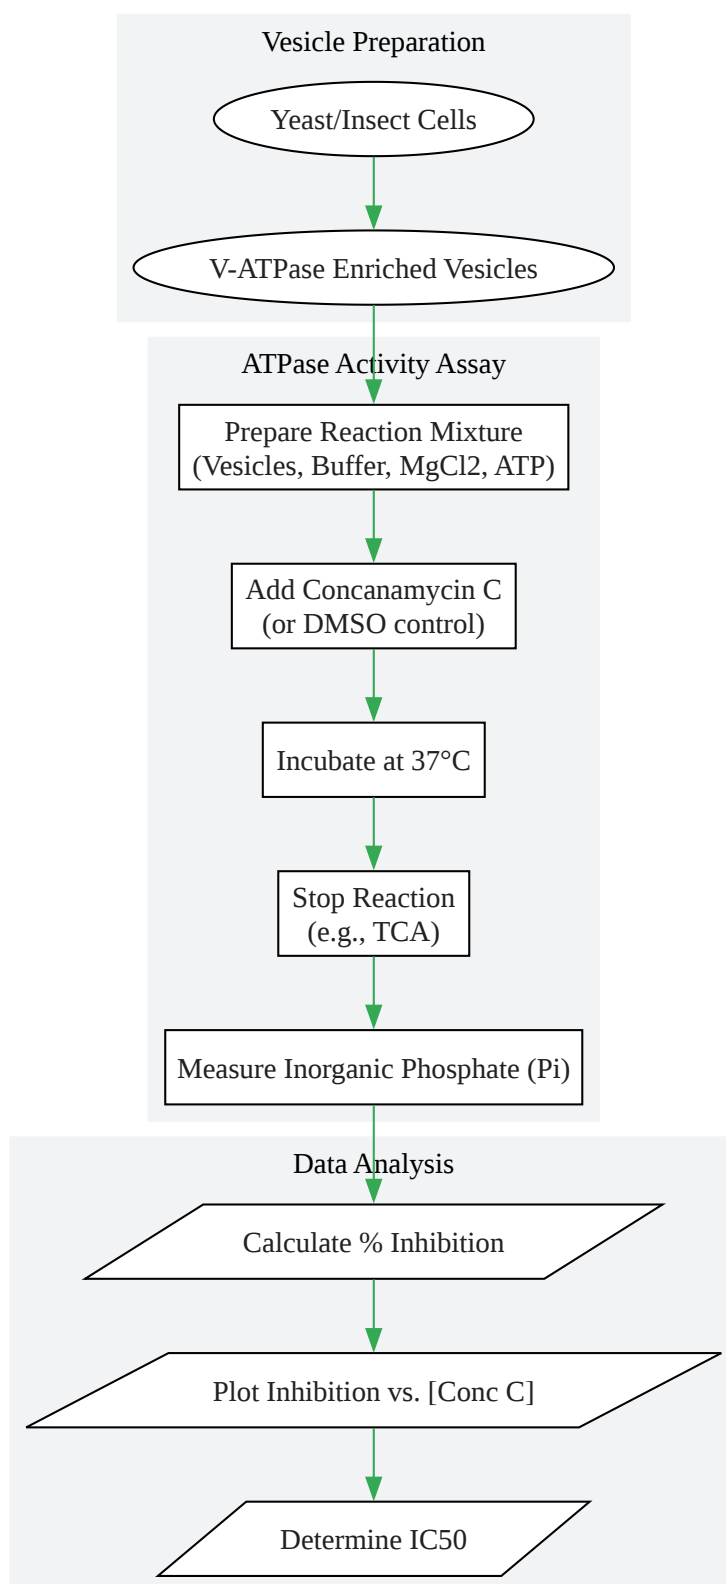 Vesicle Preparation
Yeast/Insect Cells
V-ATPase Enriched Vesicles
ATPase Activity Assay
Prepare Reaction Mixture
(Vesicles, Buffer, MgCl2, ATP)
Add Concanamycin C
(or DMSO control)
Incubate at 37°C
Stop Reaction
(e.g., TCA)
Measure Inorganic Phosphate (Pi)
Data Analysis
Calculate % Inhibition
Plot Inhibition vs. [Conc C]
Determine IC50